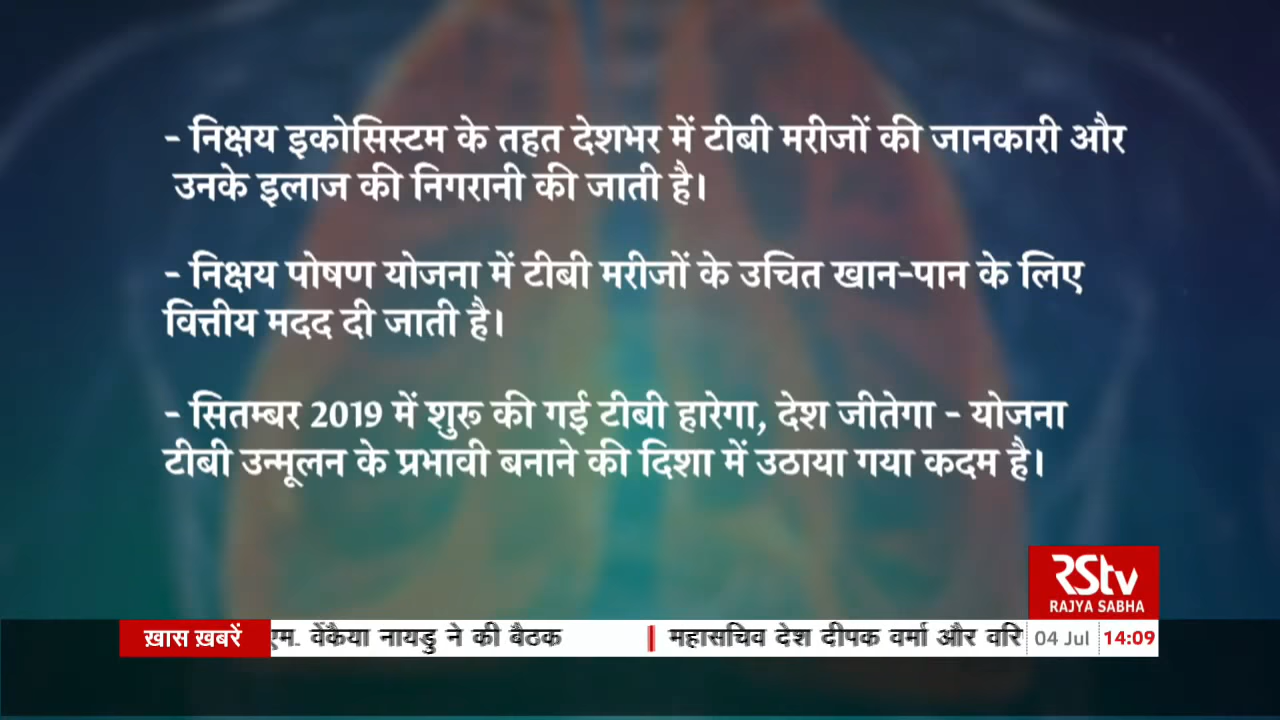 - निक्षय इकोसिस्टम के तहत देशभर में टीबी मरीजों की जानकारी और
उनके इलाज की निगरानी की जाती है।
- निक्षय पोषण योजना में टीबी मरीजों के उचित खान-पान के लिए
वित्तीय मदद दी जाती है।
- सितम्बर 2019 में शुरू की गई टीबी हारेगा, देश जीतेगा - योजना
टीबी उन्मूलन के प्रभावी बनाने की दिशा में उठाया गया कदम है।
RStv
RAJYA SABHA
ख़ास ख़बरें एम. वेंकैया नायडु ने की बैठक | महासचिव देश दीपक वर्मा और वरि 04 Jul 14:09